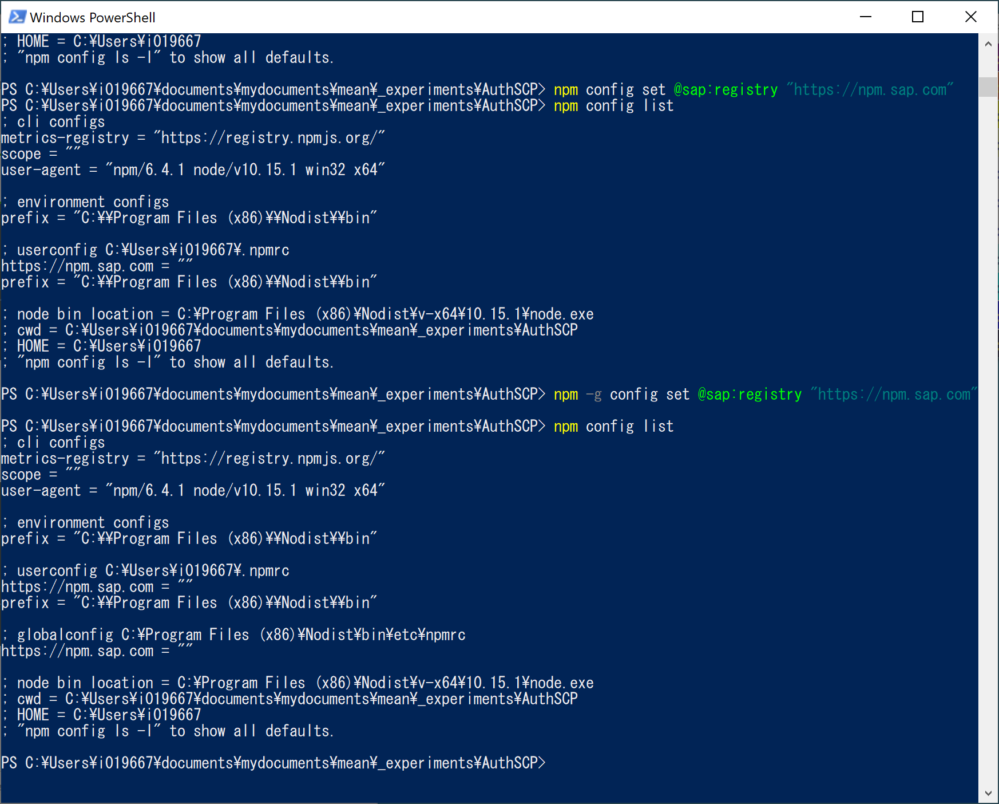 Windows PowerShell
; HOME = C:¥Users¥i019667
; "npm config ls -l" to show all defaults.
PS C:¥Users¥i019667¥documents¥mydocuments¥mean¥_experiments¥AuthSCP> npm config set @sap:registry "https://npm.sap.com"
PS C:¥Users¥i019667¥documents¥mydocuments¥mean¥_experiments¥AuthSCP> npm config list
; cli configs
metrics-registry = "https://registry.npmjs.org/"
scope = ""
user-agent = "npm/6.4.1 node/v10.15.1 win32 x64"
; environment configs
prefix = "C:¥¥Program Files (x86)¥¥Nodist¥¥bin"
; userconfig C:¥Users¥i019667¥.npmrc
https://npm.sap.com = ""
prefix = "C:¥¥Program Files (x86)¥¥Nodist¥¥bin"
; node bin location = C:¥Program Files (x86)¥Nodist¥v-x64¥10.15.1¥node.exe
; cwd = C:¥Users¥i019667¥documents¥mydocuments¥mean¥_experiments¥AuthSCP
; HOME = C:¥Users¥i019667
; "npm config ls -l" to show all defaults.
PS C:¥Users¥i019667¥documents¥mydocuments¥mean¥_experiments¥AuthSCP> npm -g config set @sap:registry "https://npm.sap.com"
PS C:¥Users¥i019667¥documents¥mydocuments¥mean¥_experiments¥AuthSCP> npm config list
; cli configs
metrics-registry = "https://registry.npmjs.org/"
scope = ""
user-agent = "npm/6.4.1 node/v10.15.1 win32 x64"
; environment configs
prefix = "C:¥¥Program Files (x86)¥¥Nodist¥¥bin"
; userconfig C:¥Users¥i019667¥.npmrc
https://npm.sap.com = ""
prefix = "C:¥¥Program Files (x86)¥¥Nodist¥¥bin"
; globalconfig C:¥Program Files (x86)¥Nodist¥bin¥etc¥npmrc
https://npm.sap.com = ""
; node bin location = C:¥Program Files (x86)¥Nodist¥v-x64¥10.15.1¥node.exe
; cwd = C:¥Users¥i019667¥documents¥mydocuments¥mean¥_experiments¥AuthSCP
; HOME = C:¥Users¥i019667
; "npm config ls -l" to show all defaults.
PS C:¥Users¥i019667¥documents¥mydocuments¥mean¥_experiments¥AuthSCP>